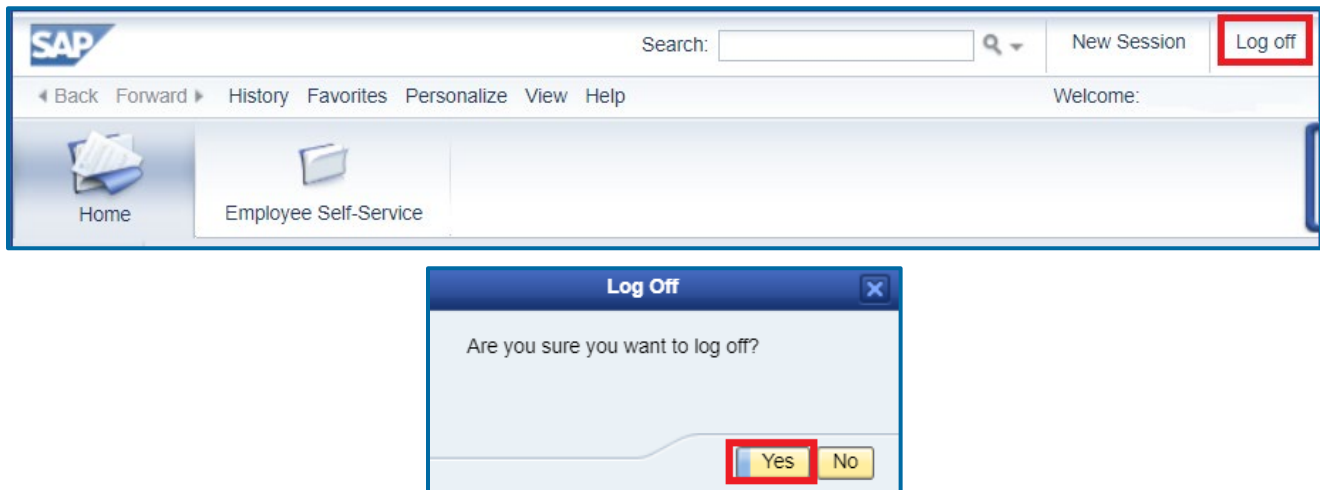 SAP Search: New Session Log off
Back Forward History Favorites Personalize View Help Welcome:
Home Employee Self-Service
Log Off
Are you sure you want to log off?
Yes No